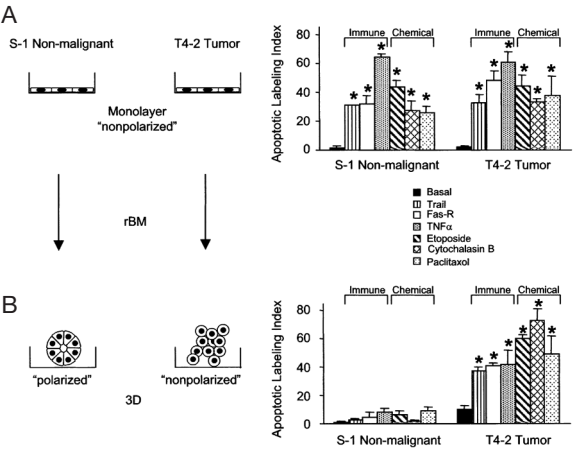 A
S-1 Non-malignant
T4-2 Tumor
Monolayer
"nonpolarized"
rBM
Apoptotic Labeling Index
80
60
40
20
0
Immune
Chemical
Immune
Chemical
* * * * * *
* * * * * *
S-1 Non-malignant
T4-2 Tumor
Basal
Trail
Fas-R
TNFα
Etoposide
Cytochalasin B
Paclitaxol
B
"polarized"
"nonpolarized"
3D
Apoptotic Labeling Index
80
60
40
20
0
Immune
Chemical
Immune
Chemical
* * * * * *
S-1 Non-malignant
T4-2 Tumor